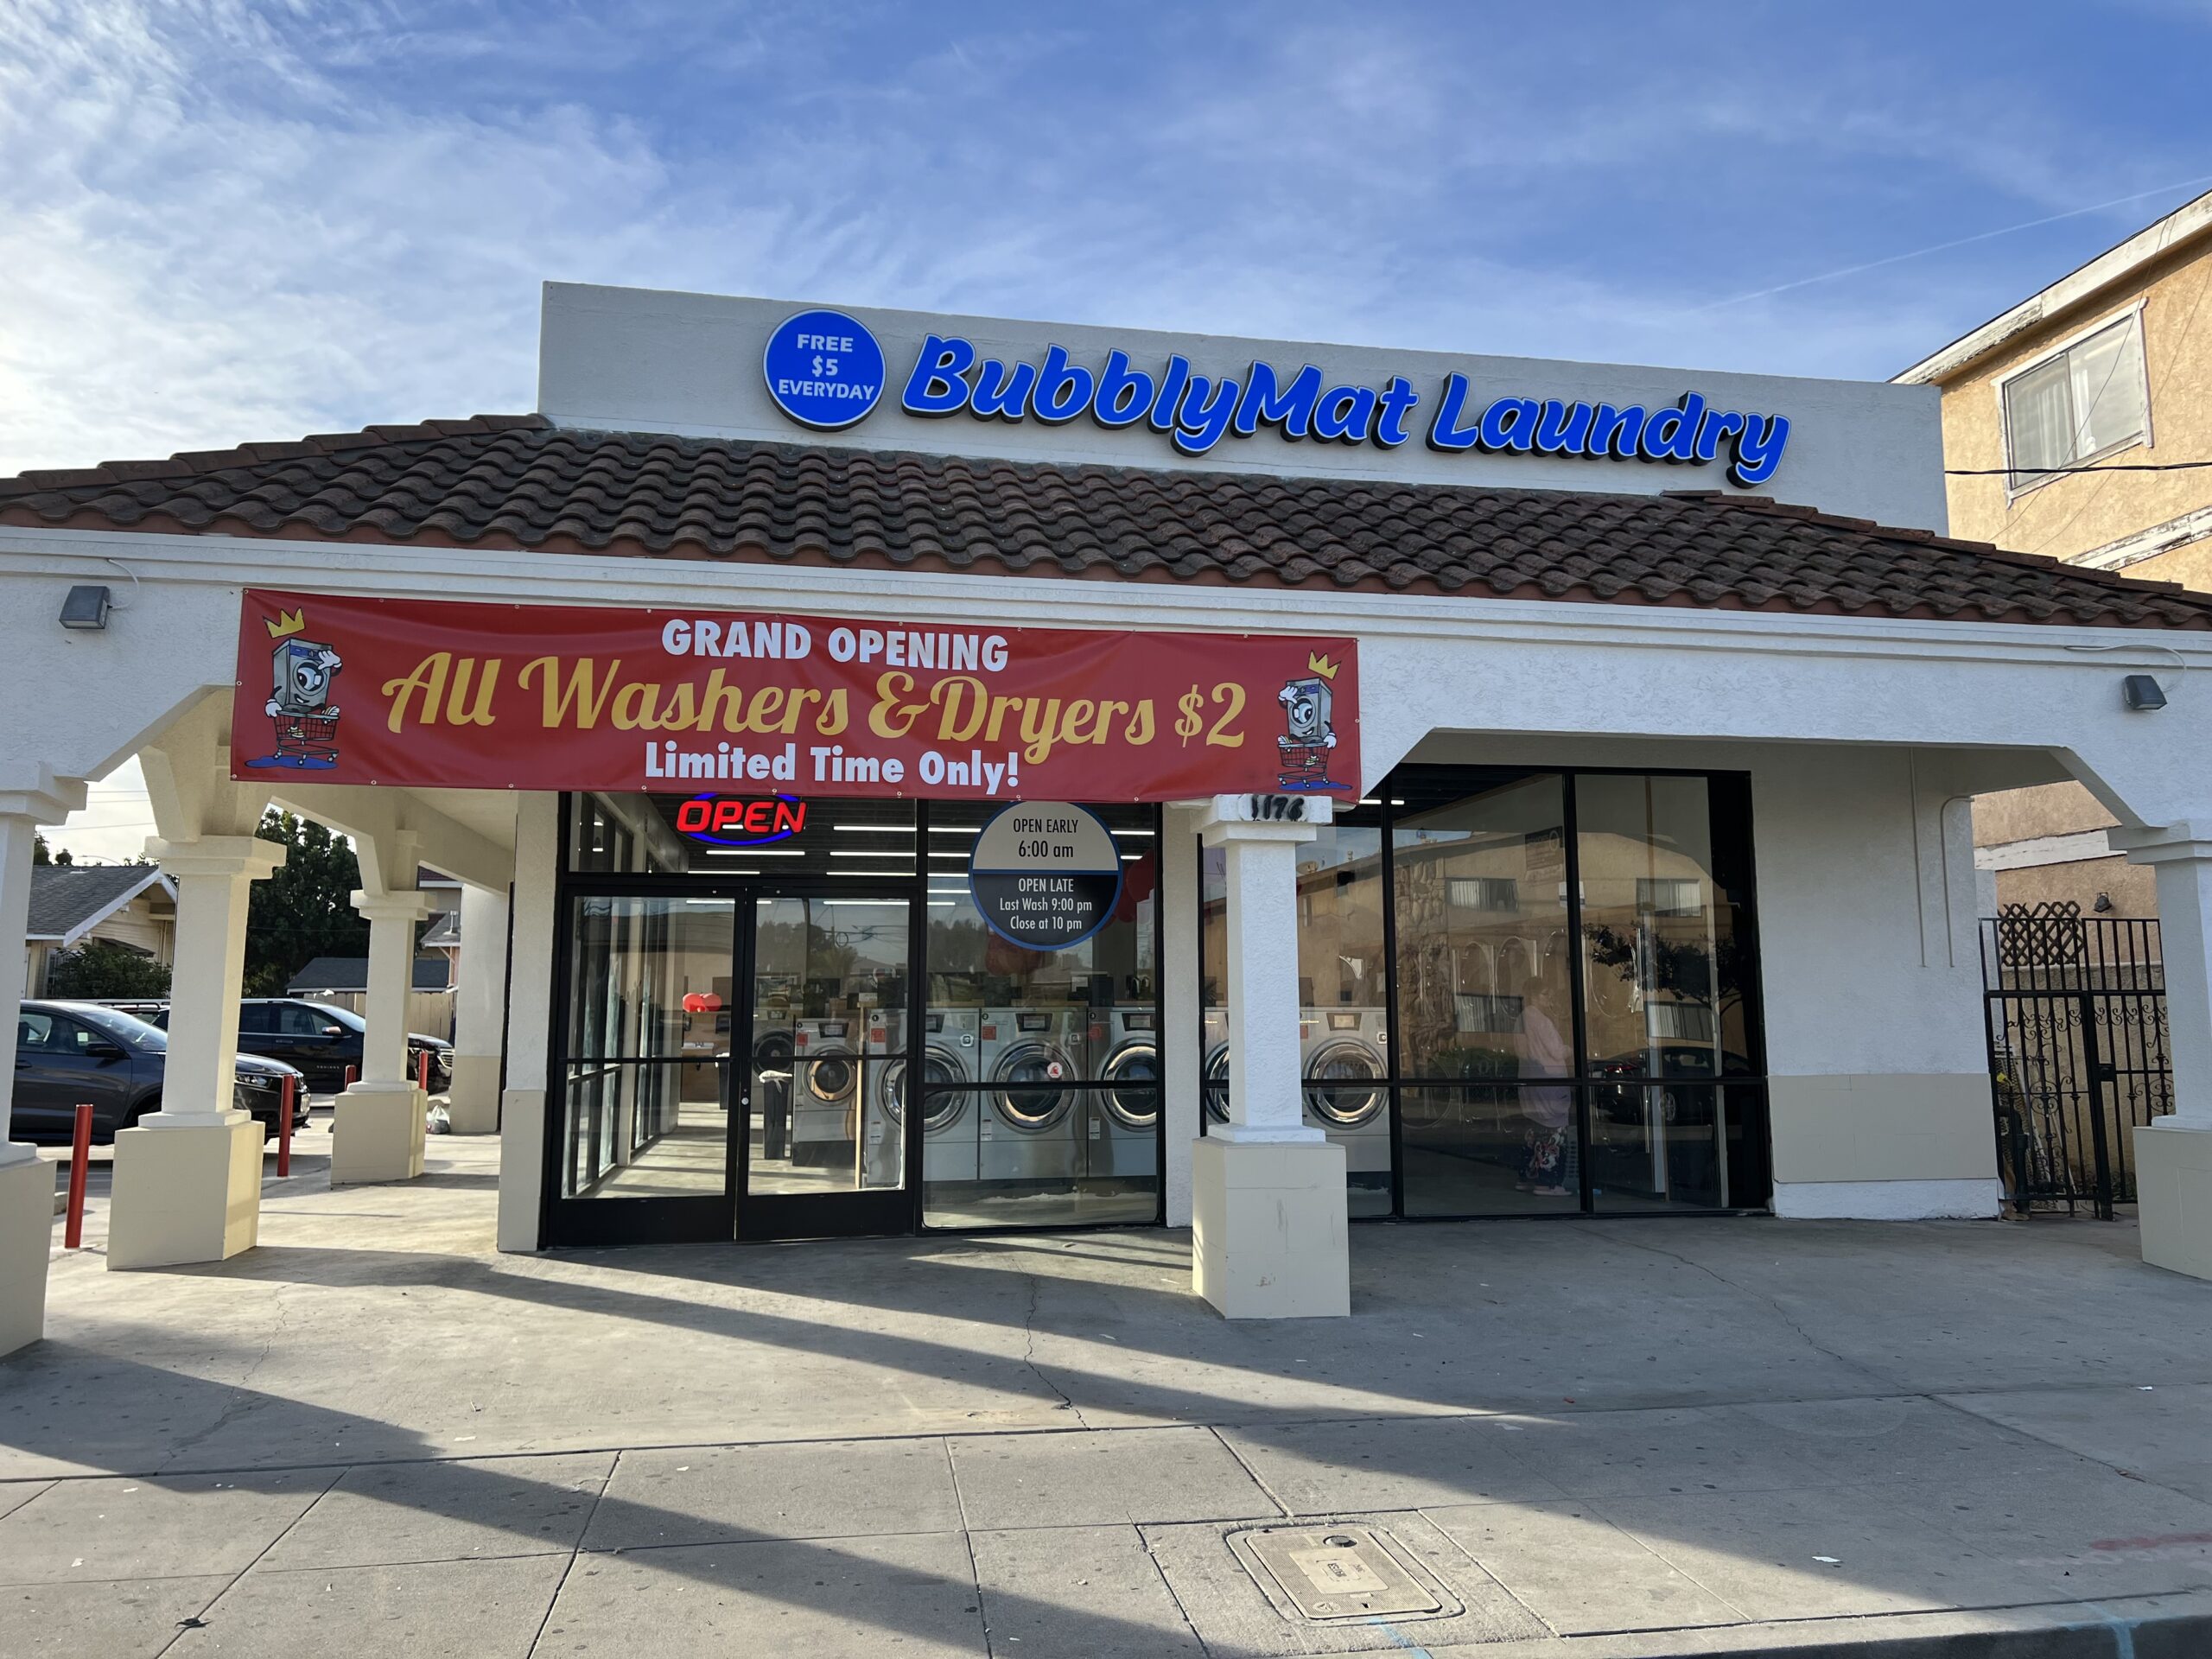 FREE
$5
EVERYDAY
BubblyMat Laundry
GRAND OPENING
All Washers & Dryers $2
Limited Time Only!
OPEN
OPEN EARLY
6:00 am
OPEN LATE
Last Wash 9:00 pm
Close at 10 pm
1176